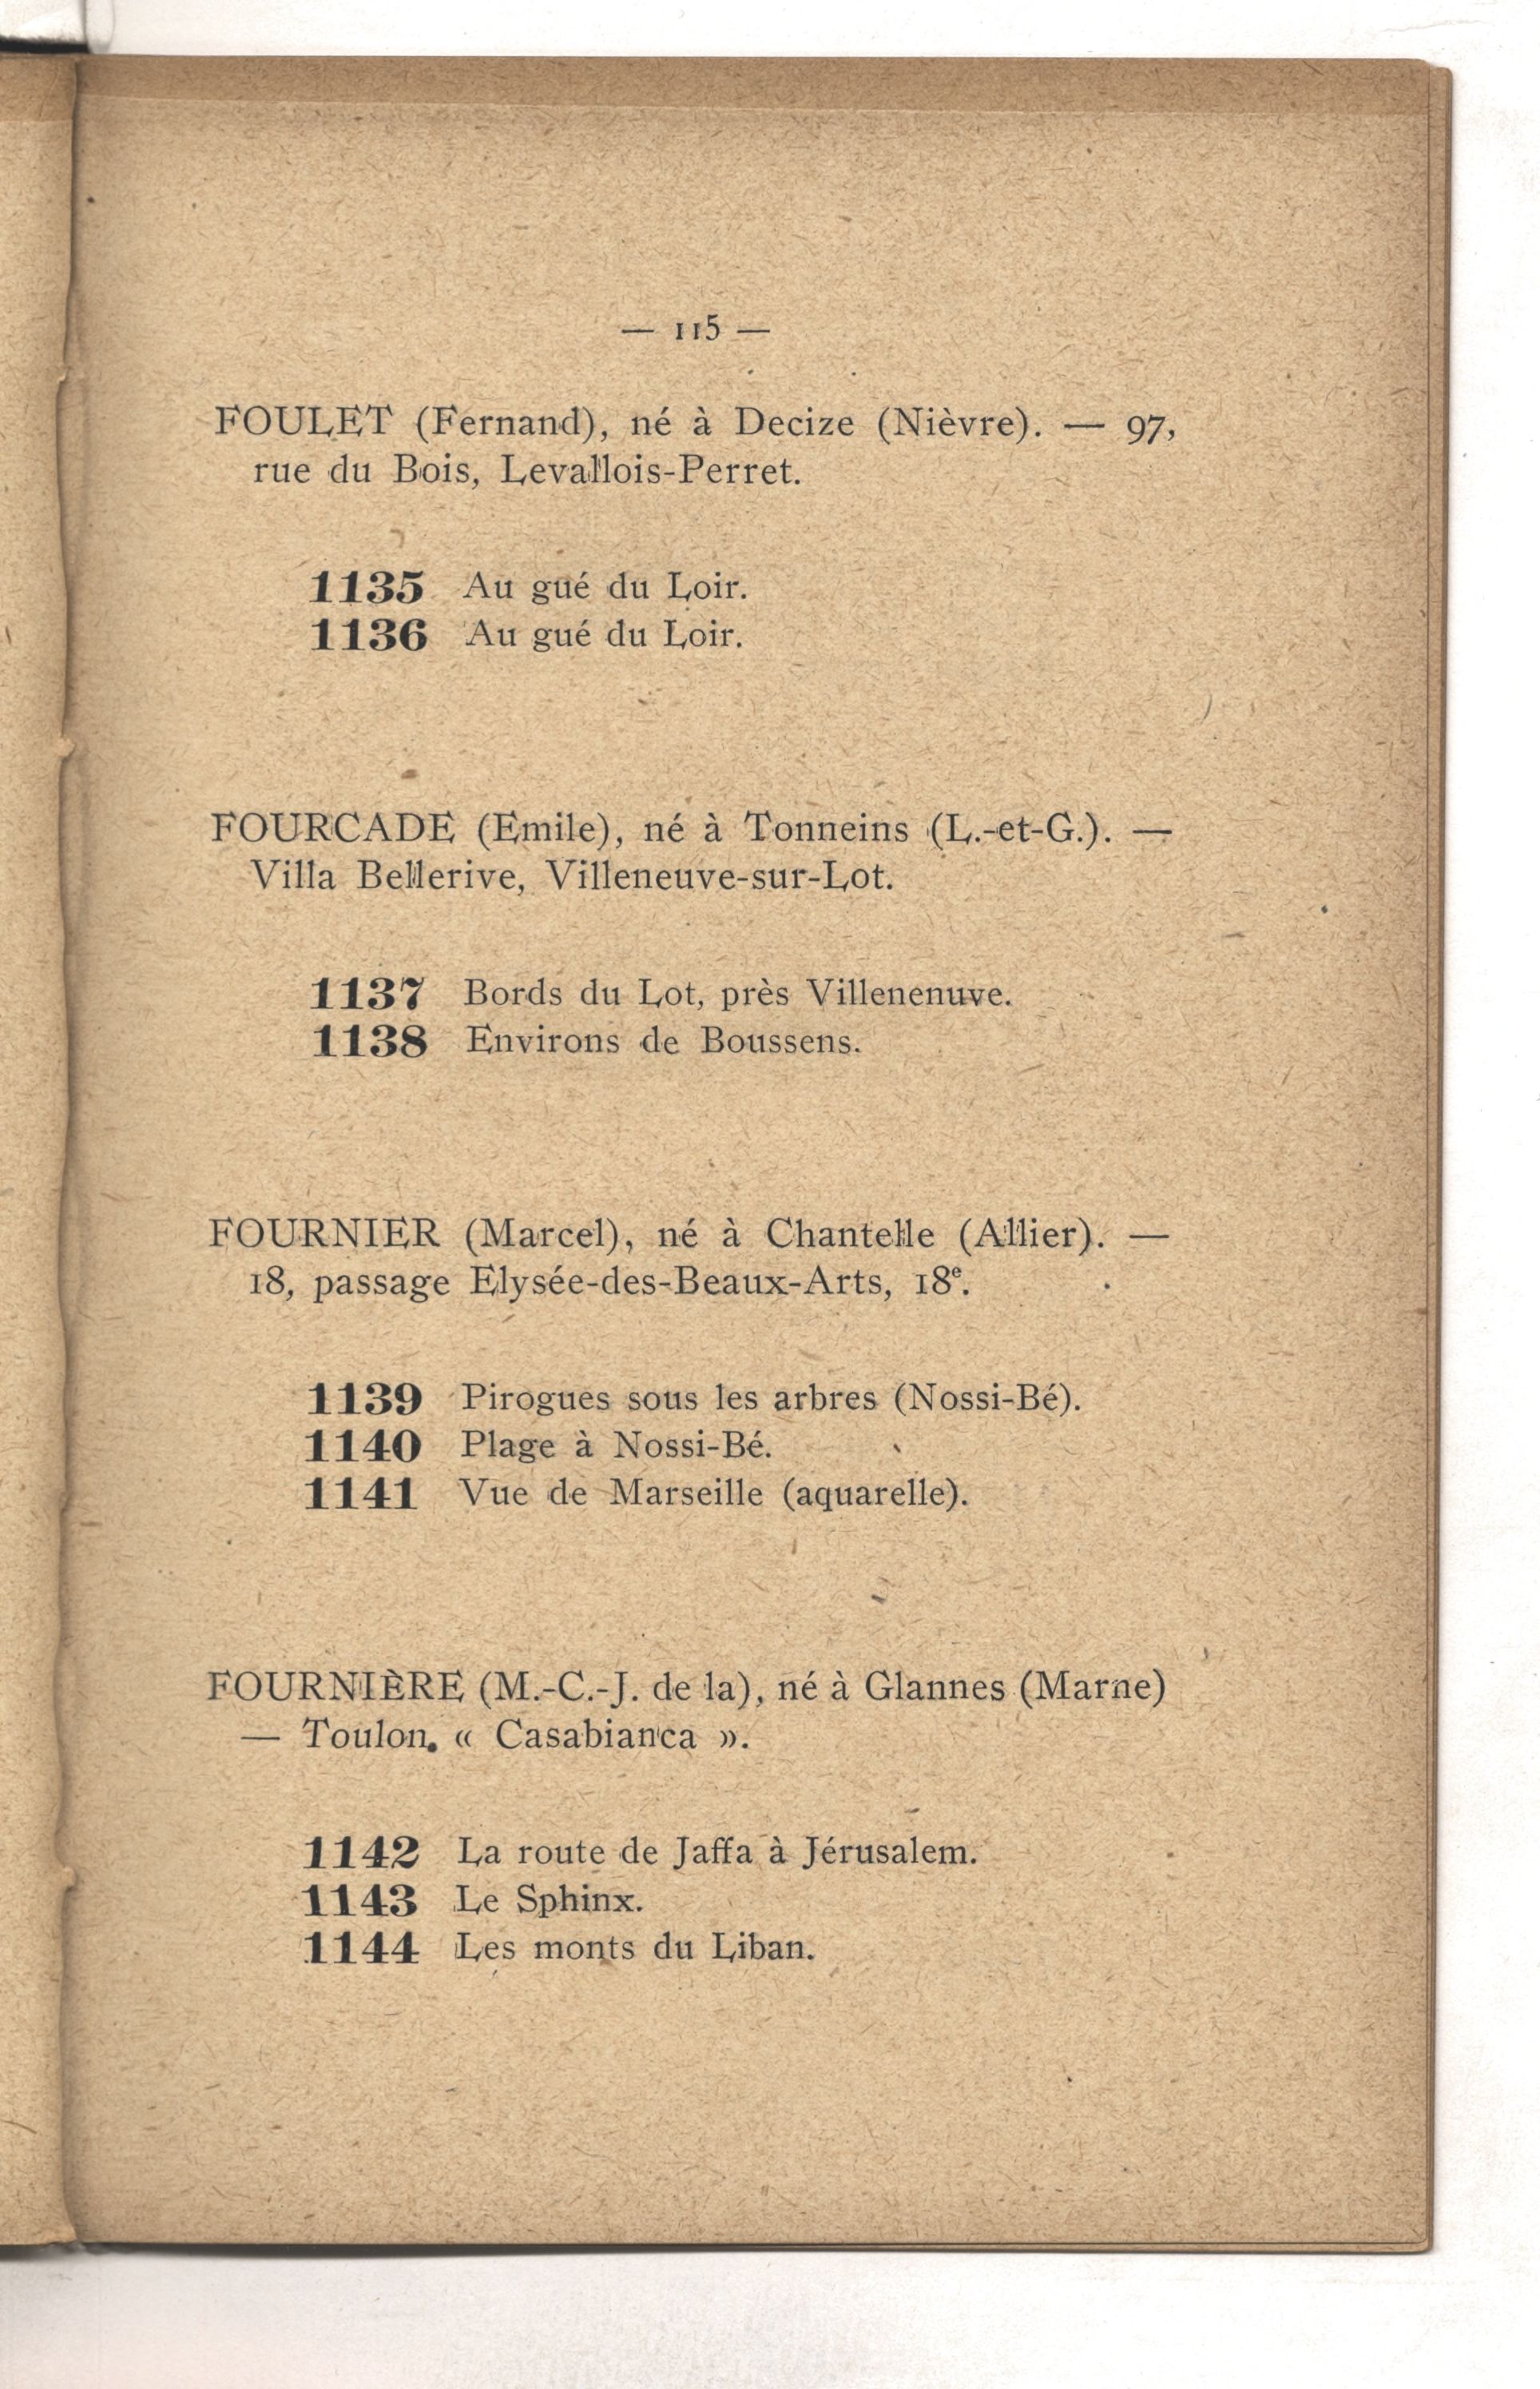 — 115 —
FOULET (Fernand), né à Decize (Nièvre). — 97,
rue du Bois, Levallois-Perret.
1135 Au gué du Loir.
1136 Au gué du Loir.
FOURCADE (Emile), né à Tonneins (L.-et-G.). —
Villa Bellerive, Villeneuve-sur-Lot.
1137 Bords du Lot, près Villenenuve.
1138 Environs de Boussens.
FOURNIER (Marcel), né à Chantelle (Allier). —
18, passage Elysée-des-Beaux-Arts, 18e.
1139 Pirogues sous les arbres (Nossi-Bé).
1140 Plage à Nossi-Bé.
1141 Vue de Marseille (aquarelle).
FOURNIÈRE (M.-C.-J. de la), né à Glannes (Marne)
— Toulon. « Casabianca ».
1142 La route de Jaffa à Jérusalem.
1143 Le Sphinx.
1144 Les monts du Liban.